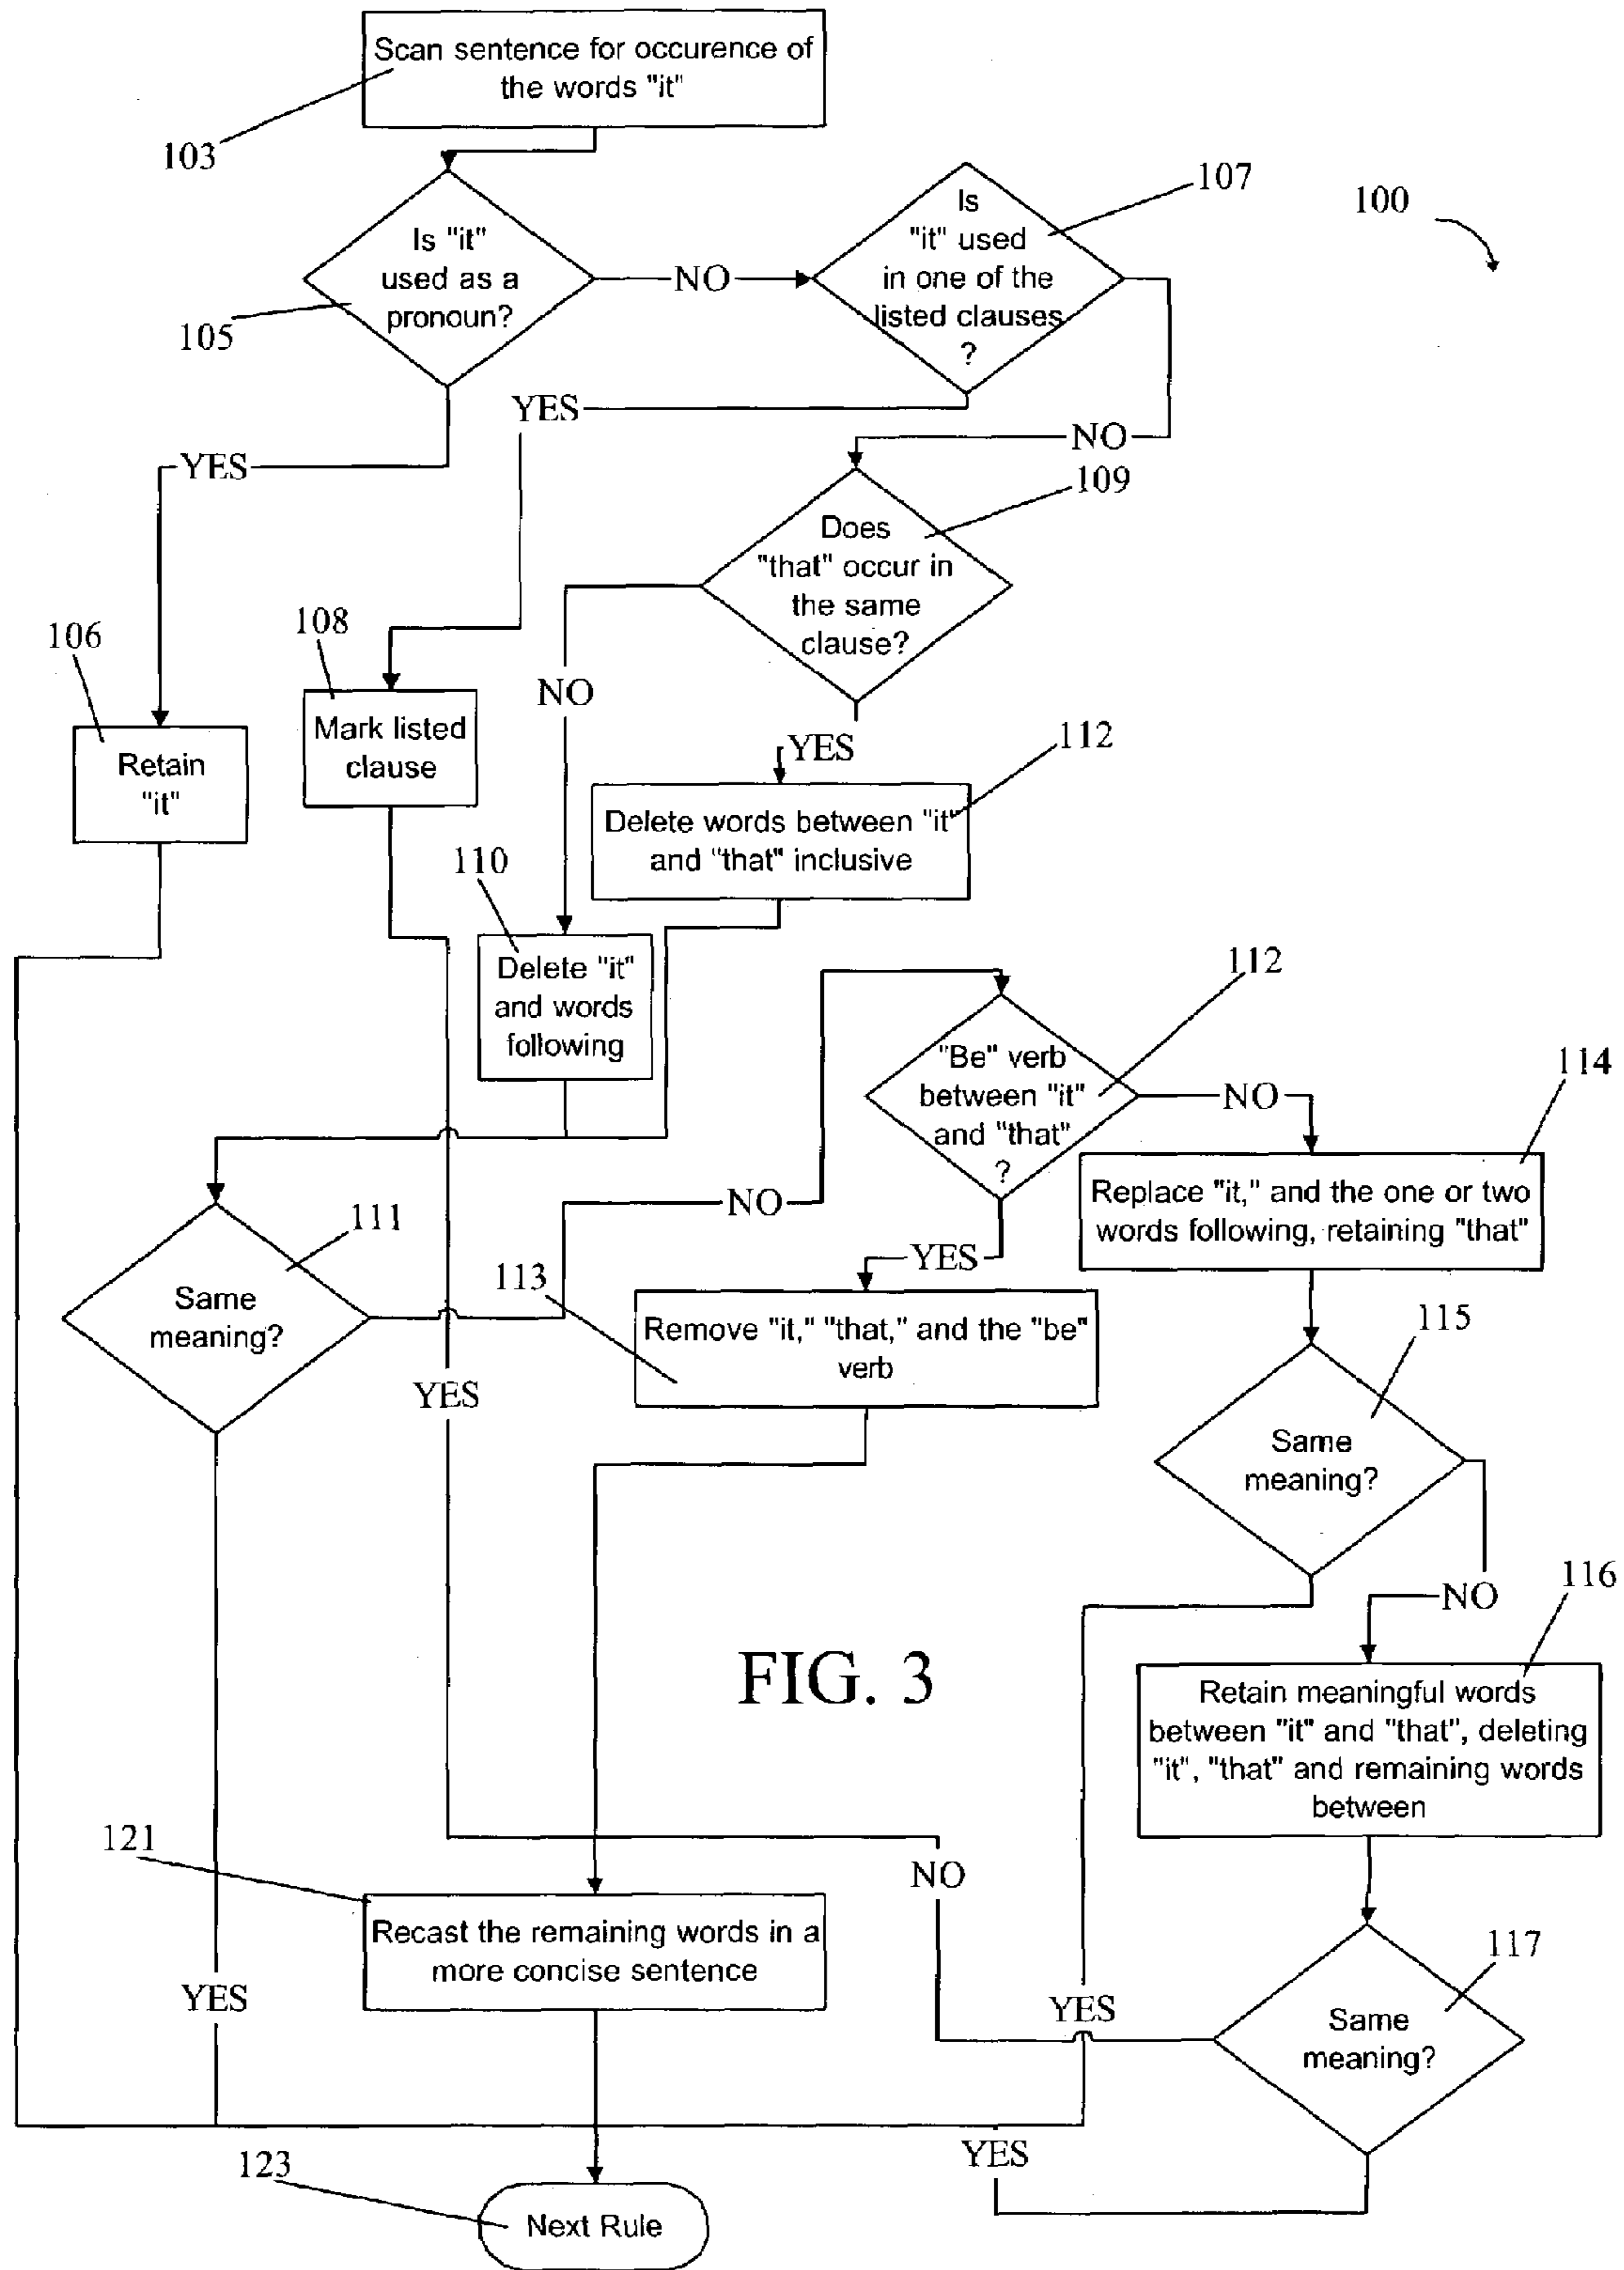 Scan sentence for occurence of
the words "it"
103
Is "it"
used as a
pronoun?
105
NO
Is
"it" used
in one of the
listed clauses
?
107
100
YES
NO
YES
109
Does
"that" occur in
the same
clause?
106
108
NO
Retain
"it"
Mark listed
clause
YES
112
Delete words between "it"
and "that" inclusive
110
Delete "it"
and words
following
112
"Be" verb
between "it"
and "that"
?
NO
114
Replace "it," and the one or two
words following, retaining "that"
NO
111
Same
meaning?
YES
113
Remove "it," "that," and the "be"
verb
115
Same
meaning?
YES
NO
116
FIG. 3
Retain meaningful words
between "it" and "that", deleting
"it", "that" and remaining words
between
121
NO
Recast the remaining words in a
more concise sentence
117
YES
YES
Same
meaning?
YES
123
Next Rule